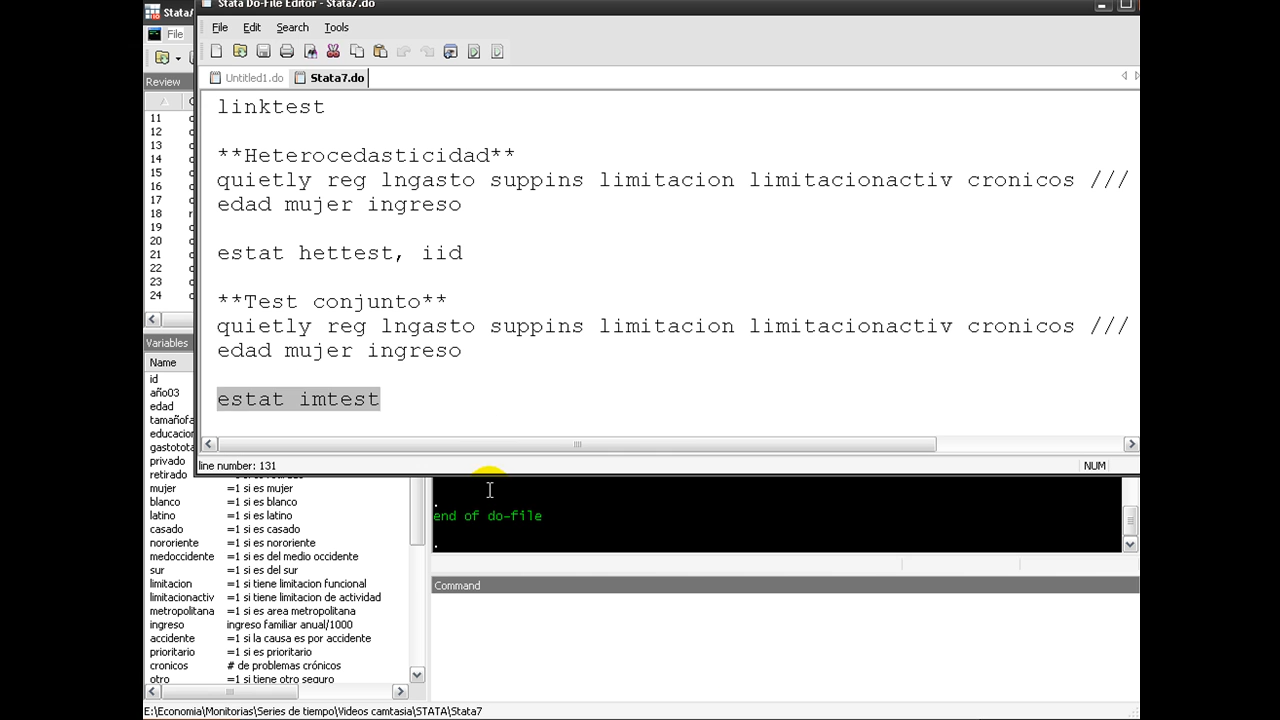 Stata Do-File Editor - Stata7.do
Stata7
File
File Edit Search Tools
Untitled1.do Stata7.do
Review
11
12
13
14
15
16
17
18
19
20
21
22
23
24
linktest
**Heterocedasticidad**
quietly reg lngasto suppins limitacion limitacionactiv cronicos ///
edad mujer ingreso
estat hettest, iid
**Test conjunto**
quietly reg lngasto suppins limitacion limitacionactiv cronicos ///
edad mujer ingreso
estat imtest
line number: 131
NUM
Variables
Name
id
año03
edad
tamañofa
educacion
gastotota
privado
retirado
mujer =1 si es mujer
blanco =1 si es blanco
latino =1 si es latino
casado =1 si es casado
nororiente =1 si es nororiente
medoccidente =1 si es del medio occidente
sur =1 si es del sur
limitacion =1 si tiene limitacion funcional
limitacionactiv =1 si tiene limitacion de actividad
metropolitana =1 si es area metropolitana
ingreso ingreso familiar anual/1000
accidente =1 si la causa es por accidente
prioritario =1 si es prioritario
cronicos # de problemas crónicos
otro =1 si tiene otro seguro
.
end of do-file
.
Command
E:\Economia\Monitorias\Series de tiempo\Videos camtasia\STATA\Stata7